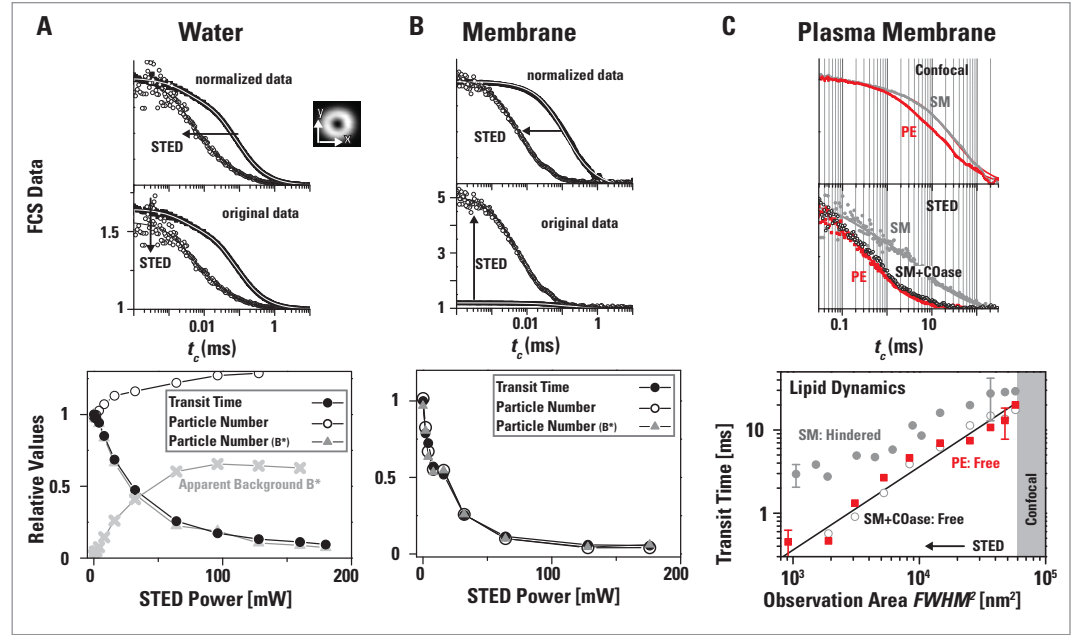 A
Water
B
Membrane
C
Plasma Membrane
FCS Data
normalized data
STED
y
x
original data
STED
1.5
1
0.01
1
t_c (ms)
normalized data
STED
5
4
3
2
1
original data
STED
0.01
1
t_c (ms)
Confocal
SM
PE
STED
SM
SM+COase
PE
0.1
10
t_c (ms)
Relative Values
1
0.5
0
Transit Time
Particle Number
Particle Number (B*)
Apparent Background B*
0
100
200
STED Power [mW]
1
0.5
0
Transit Time
Particle Number
Particle Number (B*)
0
100
200
STED Power [mW]
Transit Time [ms]
10
1
Lipid Dynamics
SM: Hindered
PE: Free
SM+COase: Free
STED
Confocal
10³
10⁴
10⁵
Observation Area FWHM² [nm²]